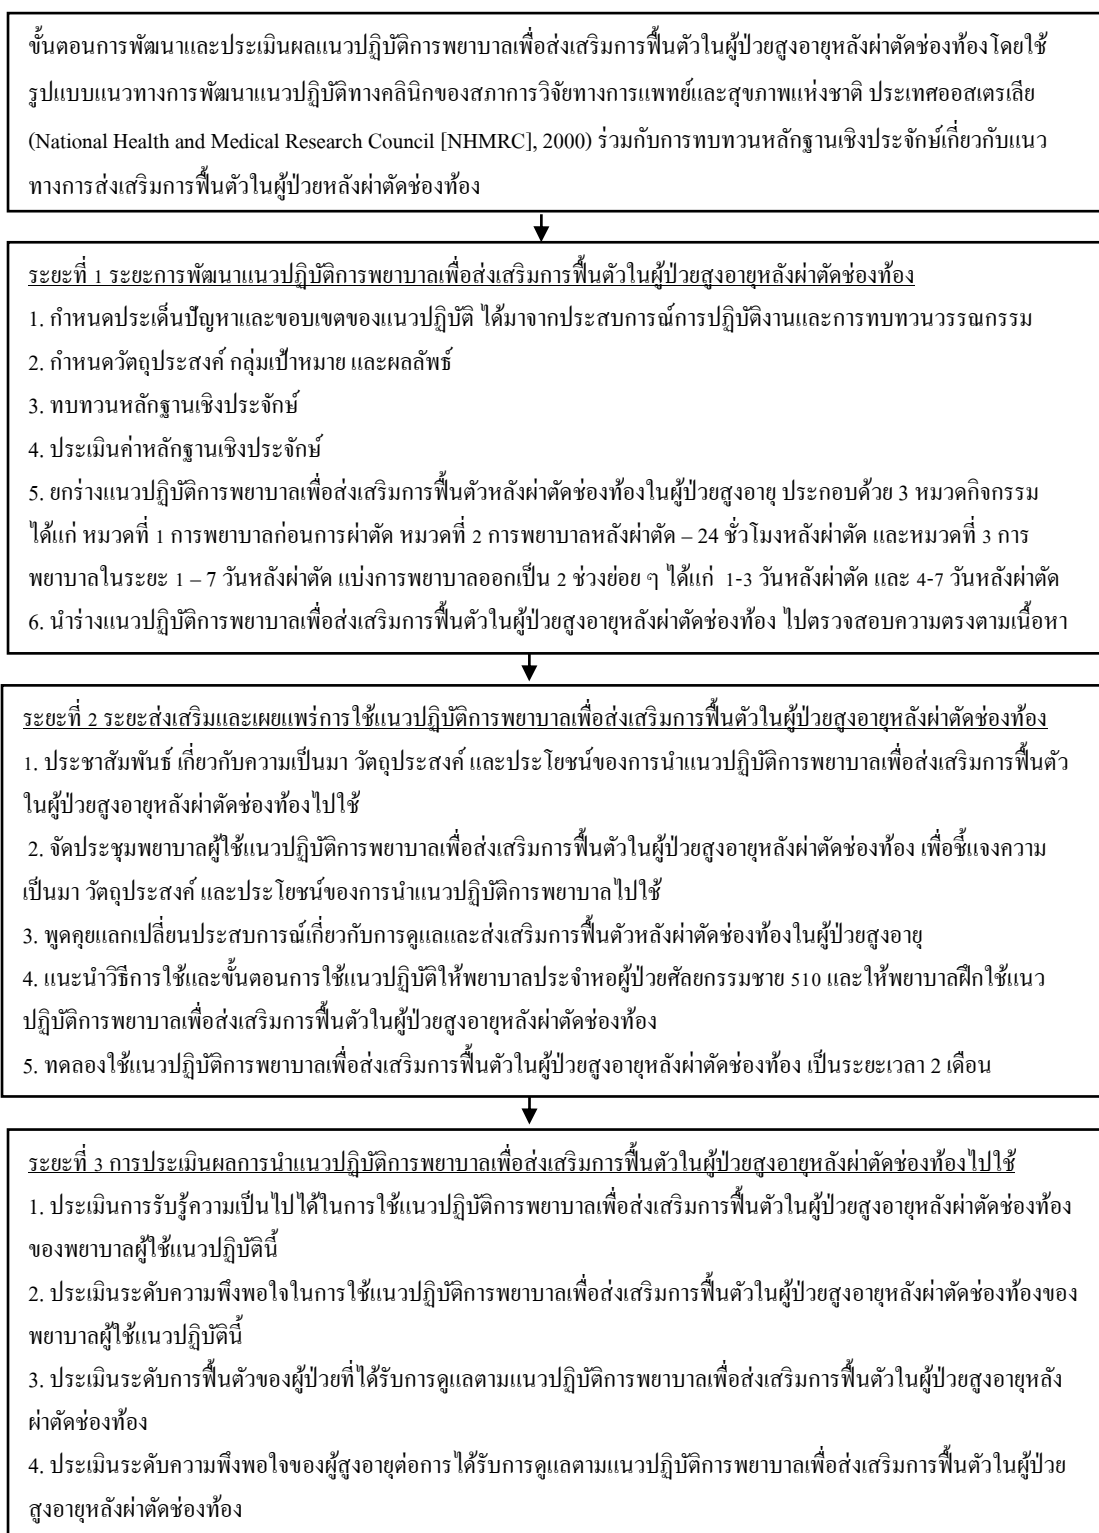 ขั้นตอนการพัฒนาและประเมินผลแนวปฏิบัติการพยาบาลเพื่อส่งเสริมการฟื้นตัวในผู้ป่วยสูงอายุหลังผ่าตัดช่องท้องโดยใช้
รูปแบบแนวทางการพัฒนาแนวปฏิบัติทางคลินิกของสภาการวิจัยทางการแพทย์และสุขภาพแห่งชาติ ประเทศออสเตรเลีย
(National Health and Medical Research Council [NHMRC], 2000) ร่วมกับการทบทวนหลักฐานเชิงประจักษ์เกี่ยวกับแนว
ทางการส่งเสริมการฟื้นตัวในผู้ป่วยหลังผ่าตัดช่องท้อง
ระยะที่ 1 ระยะการพัฒนาแนวปฏิบัติการพยาบาลเพื่อส่งเสริมการฟื้นตัวในผู้ป่วยสูงอายุหลังผ่าตัดช่องท้อง
1. กำหนดประเด็นปัญหาและขอบเขตของแนวปฏิบัติ ได้มาจากประสบการณ์การปฏิบัติงานและการทบทวนวรรณกรรม
2. กำหนดวัตถุประสงค์ กลุ่มเป้าหมาย และผลลัพธ์
3. ทบทวนหลักฐานเชิงประจักษ์
4. ประเมินค่าหลักฐานเชิงประจักษ์
5. ยกร่างแนวปฏิบัติการพยาบาลเพื่อส่งเสริมการฟื้นตัวหลังผ่าตัดช่องท้องในผู้ป่วยสูงอายุ ประกอบด้วย 3 หมวดกิจกรรม
ได้แก่ หมวดที่ 1 การพยาบาลก่อนการผ่าตัด หมวดที่ 2 การพยาบาลหลังผ่าตัด – 24 ชั่วโมงหลังผ่าตัด และหมวดที่ 3 การ
พยาบาลในระยะ 1 – 7 วันหลังผ่าตัด แบ่งการพยาบาลออกเป็น 2 ช่วงย่อย ๆ ได้แก่ 1-3 วันหลังผ่าตัด และ 4-7 วันหลังผ่าตัด
6. นำร่างแนวปฏิบัติการพยาบาลเพื่อส่งเสริมการฟื้นตัวในผู้ป่วยสูงอายุหลังผ่าตัดช่องท้อง ไปตรวจสอบความตรงตามเนื้อหา
ระยะที่ 2 ระยะส่งเสริมและเผยแพร่การใช้แนวปฏิบัติการพยาบาลเพื่อส่งเสริมการฟื้นตัวในผู้ป่วยสูงอายุหลังผ่าตัดช่องท้อง
1. ประชาสัมพันธ์ เกี่ยวกับความเป็นมา วัตถุประสงค์ และประโยชน์ของการนำแนวปฏิบัติการพยาบาลเพื่อส่งเสริมการฟื้นตัว
ในผู้ป่วยสูงอายุหลังผ่าตัดช่องท้องไปใช้
2. จัดประชุมพยาบาลผู้ใช้แนวปฏิบัติการพยาบาลเพื่อส่งเสริมการฟื้นตัวในผู้ป่วยสูงอายุหลังผ่าตัดช่องท้อง เพื่อชี้แจงความ
เป็นมา วัตถุประสงค์ และประโยชน์ของการนำแนวปฏิบัติการพยาบาลไปใช้
3. พูดคุยแลกเปลี่ยนประสบการณ์เกี่ยวกับการดูแลและส่งเสริมการฟื้นตัวหลังผ่าตัดช่องท้องในผู้ป่วยสูงอายุ
4. แนะนำวิธีการใช้และขั้นตอนการใช้แนวปฏิบัติให้พยาบาลประจำหอผู้ป่วยศัลยกรรมชาย 510 และให้พยาบาลฝึกใช้แนว
ปฏิบัติการพยาบาลเพื่อส่งเสริมการฟื้นตัวในผู้ป่วยสูงอายุหลังผ่าตัดช่องท้อง
5. ทดลองใช้แนวปฏิบัติการพยาบาลเพื่อส่งเสริมการฟื้นตัวในผู้ป่วยสูงอายุหลังผ่าตัดช่องท้อง เป็นระยะเวลา 2 เดือน
ระยะที่ 3 การประเมินผลการนำแนวปฏิบัติการพยาบาลเพื่อส่งเสริมการฟื้นตัวในผู้ป่วยสูงอายุหลังผ่าตัดช่องท้องไปใช้
1. ประเมินการรับรู้ความเป็นไปได้ในการใช้แนวปฏิบัติการพยาบาลเพื่อส่งเสริมการฟื้นตัวในผู้ป่วยสูงอายุหลังผ่าตัดช่องท้อง
ของพยาบาลผู้ใช้แนวปฏิบัตินี้
2. ประเมินระดับความพึงพอใจในการใช้แนวปฏิบัติการพยาบาลเพื่อส่งเสริมการฟื้นตัวในผู้ป่วยสูงอายุหลังผ่าตัดช่องท้องของ
พยาบาลผู้ใช้แนวปฏิบัตินี้
3. ประเมินระดับการฟื้นตัวของผู้ป่วยที่ได้รับการดูแลตามแนวปฏิบัติการพยาบาลเพื่อส่งเสริมการฟื้นตัวในผู้ป่วยสูงอายุหลัง
ผ่าตัดช่องท้อง
4. ประเมินระดับความพึงพอใจของผู้สูงอายุต่อการได้รับการดูแลตามแนวปฏิบัติการพยาบาลเพื่อส่งเสริมการฟื้นตัวในผู้ป่วย
สูงอายุหลังผ่าตัดช่องท้อง